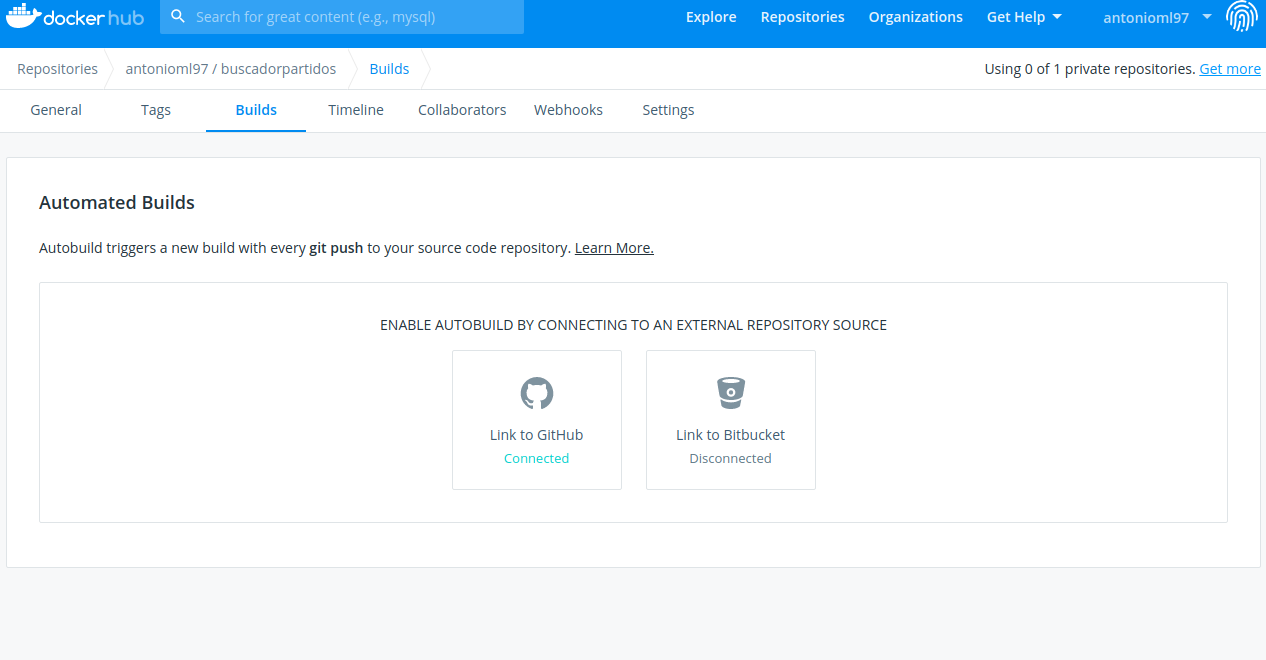 docker hub Search for great content (e.g., mysql) Explore Repositories Organizations Get Help antonioml97
Repositories antonioml97 / buscadorpartidos Builds Using 0 of 1 private repositories. Get more
General Tags Builds Timeline Collaborators Webhooks Settings
Automated Builds
Autobuild triggers a new build with every git push to your source code repository. Learn More.
ENABLE AUTOBUILD BY CONNECTING TO AN EXTERNAL REPOSITORY SOURCE
Link to GitHub Link to Bitbucket
Connected Disconnected